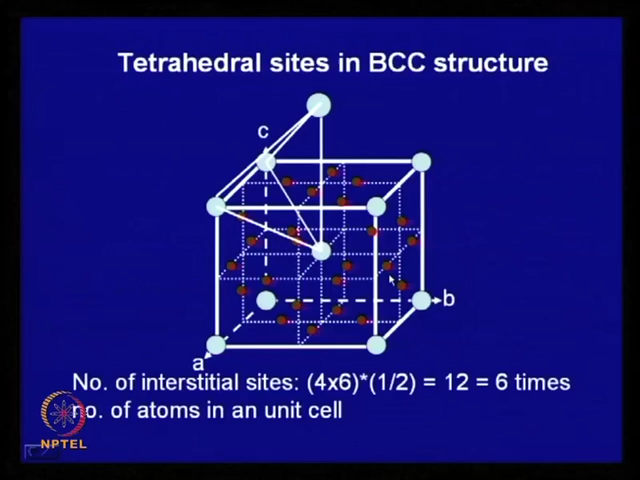 Tetrahedral sites in BCC structure
c
b
a
No. of interstitial sites: (4x6)*(1/2) = 12 = 6 times
no. of atoms in an unit cell
NPTEL